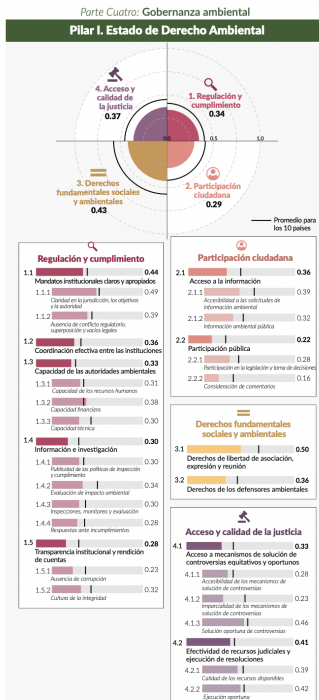 Parte Cuatro: Gobernanza ambiental
Pilar I. Estado de Derecho Ambiental
4. Acceso y
calidad de
la justicia
0.37
1. Regulación y
cumplimiento
0.34
0.0
0.5
1.0
3. Derechos
fundamentales sociales
y ambientales
0.43
2. Participación
ciudadana
0.29
Promedio para
los 10 países
Regulación y cumplimiento
1.1 0.44
Mandatos institucionales claros y apropiados
1.1.1 0.49
Claridad en la jurisdicción, los objetivos
y la autoridad
1.1.2 0.39
Ausencia de conflicto regulatorio,
superposición y vacíos legales
1.2 0.36
Coordinación efectiva entre las instituciones
1.3 0.33
Capacidad de las autoridades ambientales
1.3.1 0.31
Capacidad de los recursos humanos
1.3.2 0.38
Capacidad financiera
1.3.3 0.30
Capacidad técnica
1.4 0.30
Información e investigación
1.4.1 0.30
Publicidad de las políticas de inspección
y cumplimiento
1.4.2 0.34
Evaluación de impacto ambiental
1.4.3 0.30
Inspecciones, monitoreo y evaluación
1.4.4 0.28
Respuestas ante incumplimientos
1.5 0.28
Transparencia institucional y rendición
de cuentas
1.5.1 0.23
Ausencia de corrupción
1.5.2 0.32
Cultura de la integridad
Participación ciudadana
2.1 0.36
Acceso a la información
2.1.1 0.39
Accesibilidad a las solicitudes de
información ambiental
2.1.2 0.32
Información ambiental pública
2.2 0.22
Participación pública
2.2.1 0.28
Participación en la legislación y toma de decisiones
2.2.2 0.16
Consideración de comentarios
Derechos fundamentales
sociales y ambientales
3.1 0.50
Derechos de libertad de asociación,
expresión y reunión
3.2 0.36
Derechos de los defensores ambientales
Acceso y calidad de la justicia
4.1 0.33
Acceso a mecanismos de solución de
controversias equitativos y oportunos
4.1.1 0.28
Accesibilidad de los mecanismos de
solución de controversias
4.1.2 0.23
Imparcialidad de los mecanismos de
solución de controversias
4.1.3 0.46
Solución oportuna de controversias
4.2 0.41
Efectividad de recursos judiciales y
ejecución de resoluciones
4.2.1 0.39
Calidad de los recursos disponibles
4.2.2 0.42
Ejecución oportuna